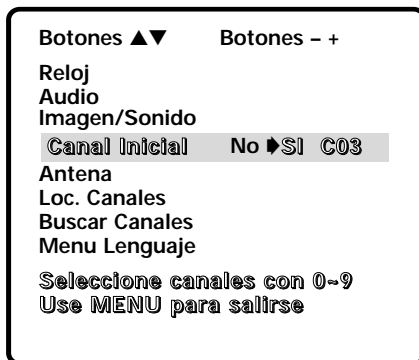 Botones ▲▼ Botones – +
Reloj
Audio
Imagen/Sonido
Canal Inicial No ➧SI C03
Antena
Loc. Canales
Buscar Canales
Menu Lenguaje
Seleccione canales con 0~9
Use MENU para salirse